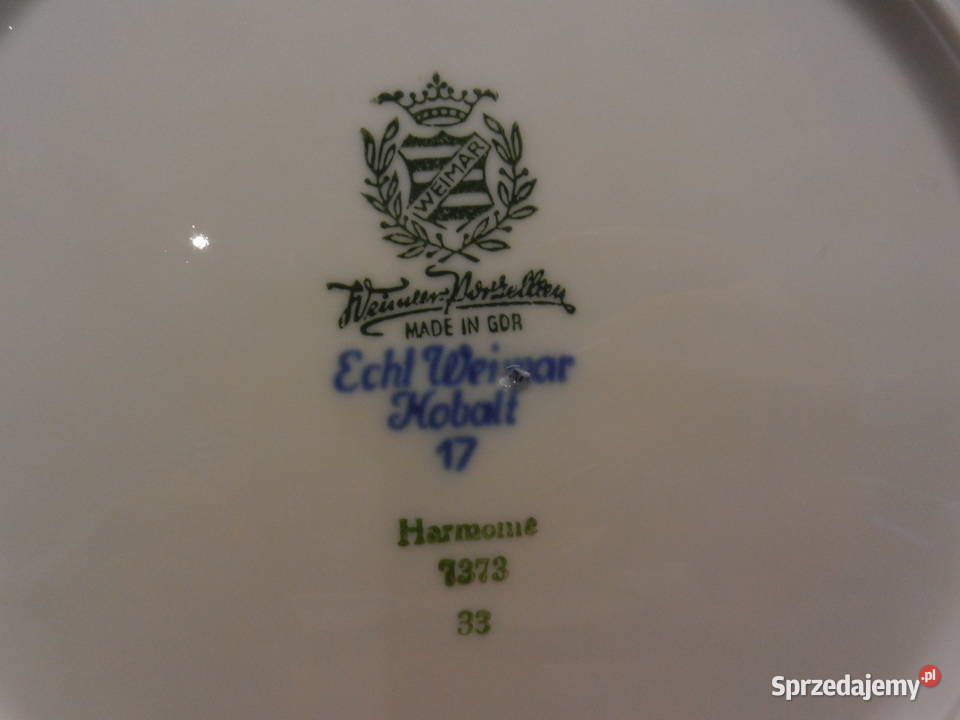 WEIMAR
Weimar Porzellan
MADE IN GDR
Echt Weimar
Kobalt
17
Harmonie
7373
33
Sprzedajemy.pl